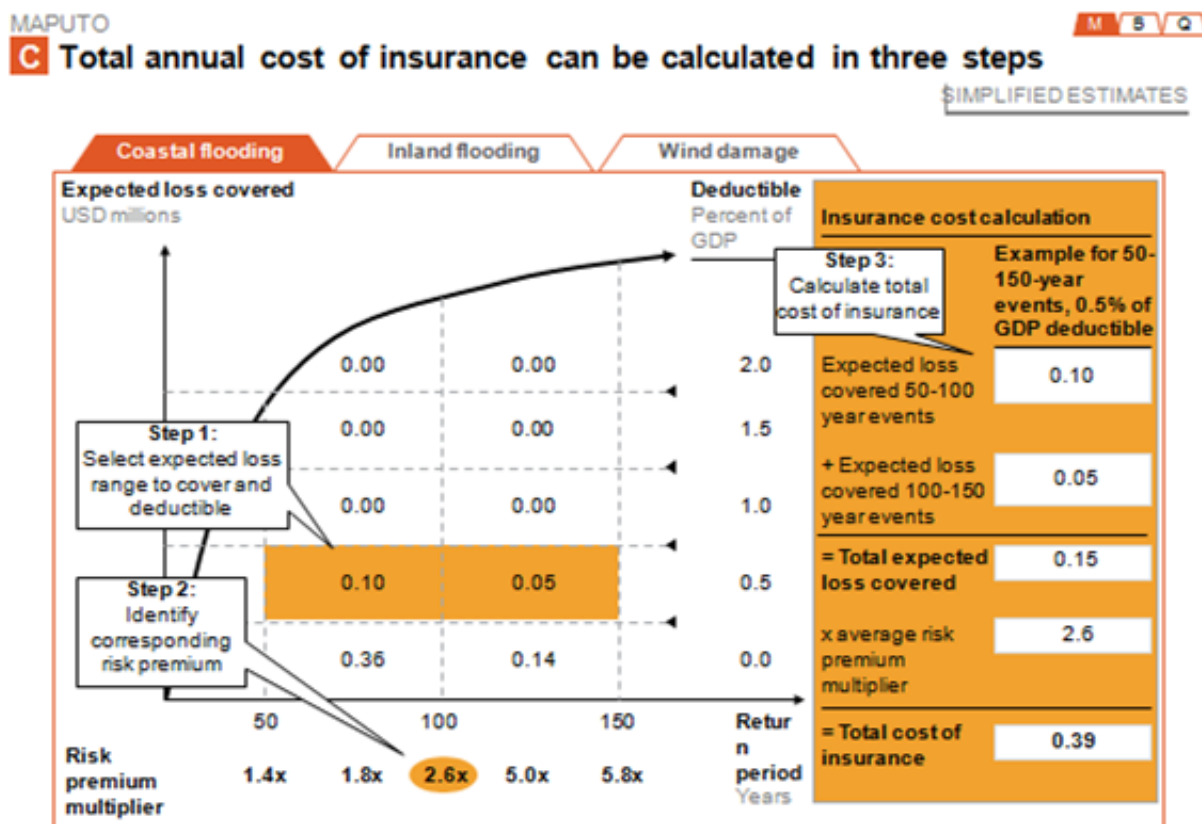 MAPUTO
M B Q
C Total annual cost of insurance can be calculated in three steps
SIMPLIFIED ESTIMATES
Coastal flooding
Inland flooding
Wind damage
Expected loss covered
USD millions
Deductible
Percent of
GDP
0.00 0.00 2.0
0.00 0.00 1.5
0.00 0.00 1.0
0.10 0.05 0.5
0.36 0.14 0.0
Step 1:
Select expected loss
range to cover and
deductible
Step 2:
Identify
corresponding
risk premium
50 100 150
Retur
n
period
Years
Risk
premium
multiplier
1.4x 1.8x 2.6x 5.0x 5.8x
Insurance cost calculation
Step 3:
Calculate total
cost of insurance
Example for 50-
150-year
events, 0.5% of
GDP deductible
Expected loss
covered 50-100
year events
0.10
+ Expected loss
covered 100-150
year events
0.05
= Total expected
loss covered
0.15
x average risk
premium
multiplier
2.6
= Total cost of
insurance
0.39